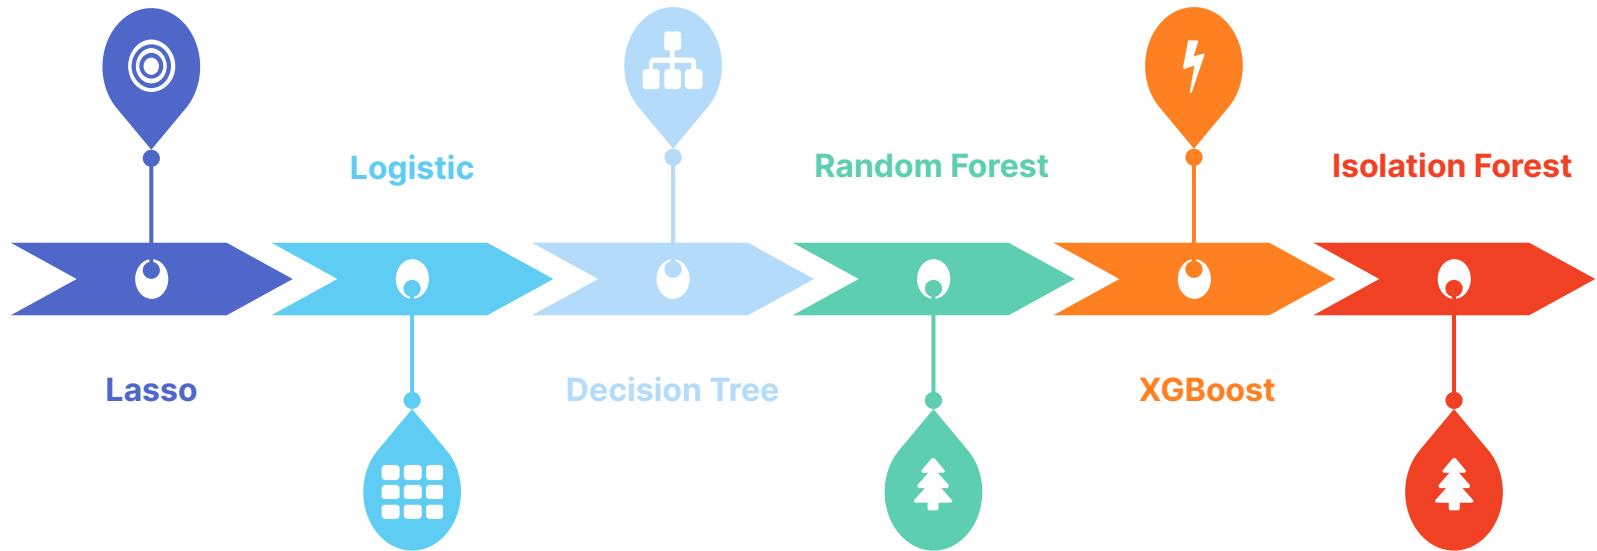 Lasso
Logistic
Decision Tree
Random Forest
XGBoost
Isolation Forest